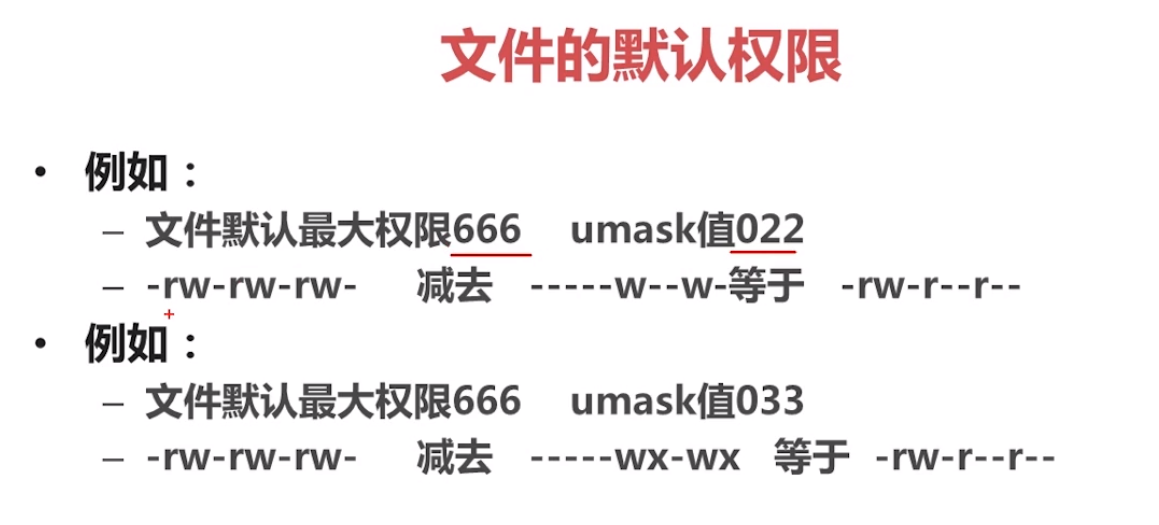 文件的默认权限
• 例如：
– 文件默认最大权限666 umask值022
– -rw-rw-rw- 减去 -----w--w-等于 -rw-r--r--
• 例如：
– 文件默认最大权限666 umask值033
– -rw-rw-rw- 减去 -----wx-wx 等于 -rw-r--r--